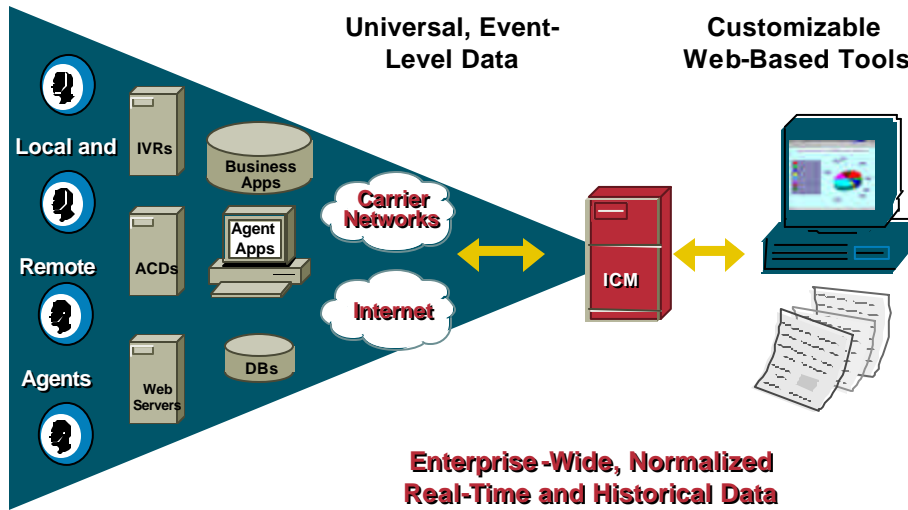 Universal, Event-
Level Data
Customizable
Web-Based Tools
Local and
Remote
Agents
IVRs
ACDs
Web
Servers
Business
Apps
Agent
Apps
DBs
Carrier
Networks
Internet
ICM
Enterprise-Wide, Normalized
Real-Time and Historical Data